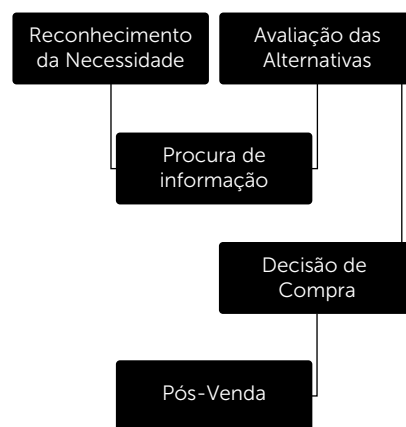 Reconhecimento
da Necessidade
Avaliação das
Alternativas
Procura de
informação
Decisão de
Compra
Pós-Venda